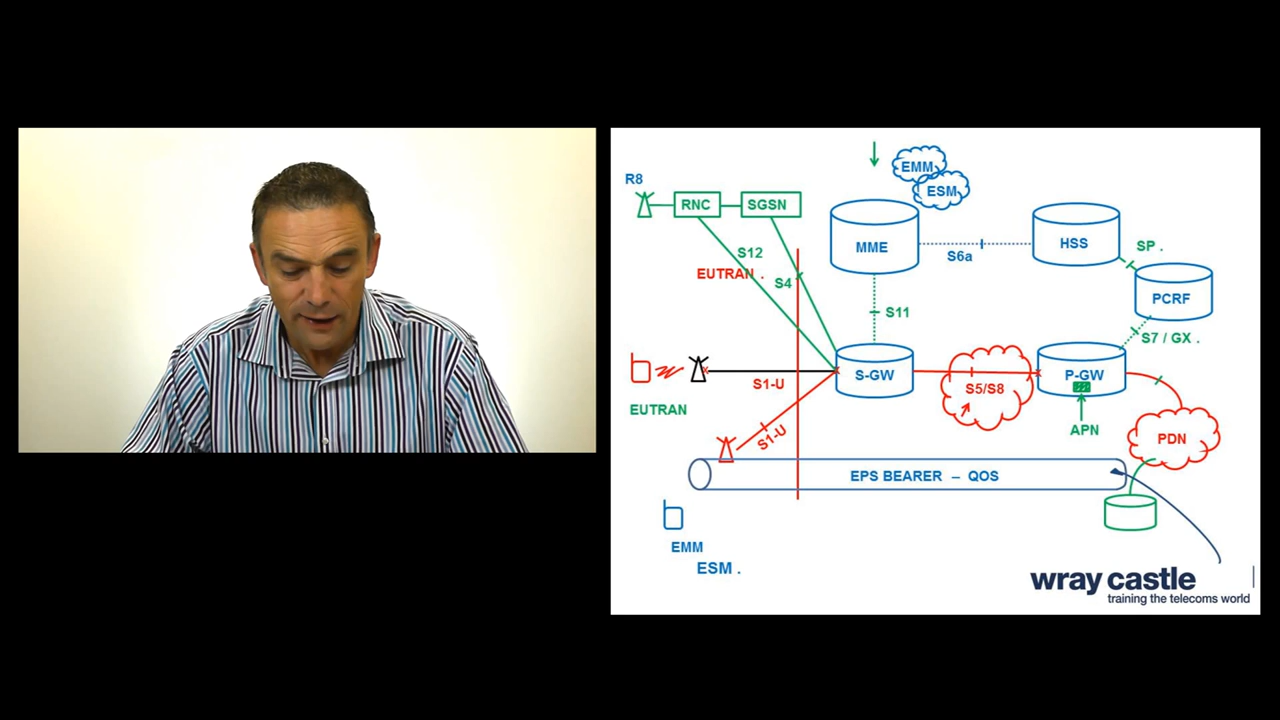 EMM
ESM
R8
RNC
SGSN
MME
HSS
SP .
S6a
S12
EUTRAN .
S4
PCRF
S11
S7 / GX .
S1-U
S-GW
S5/S8
P-GW
EUTRAN
APN
S1-U
PDN
EPS BEARER – QOS
EMM
ESM .
wray castle
training the telecoms world